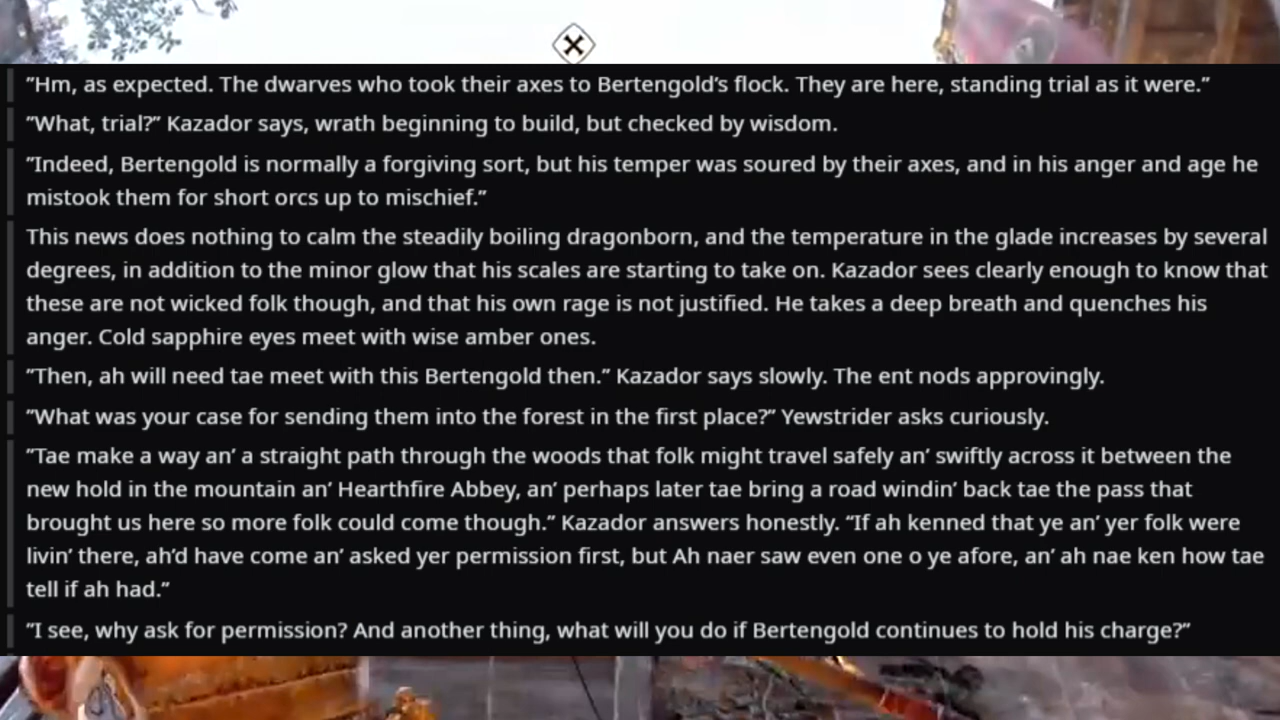 ”Hm, as expected. The dwarves who took their axes to Bertengold’s flock. They are here, standing trial as it were.”
”What, trial?” Kazador says, wrath beginning to build, but checked by wisdom.
”Indeed, Bertengold is normally a forgiving sort, but his temper was soured by their axes, and in his anger and age he
mistook them for short orcs up to mischief.”
This news does nothing to calm the steadily boiling dragonborn, and the temperature in the glade increases by several
degrees, in addition to the minor glow that his scales are starting to take on. Kazador sees clearly enough to know that
these are not wicked folk though, and that his own rage is not justified. He takes a deep breath and quenches his
anger. Cold sapphire eyes meet with wise amber ones.
”Then, ah will need tae meet with this Bertengold then.” Kazador says slowly. The ent nods approvingly.
”What was your case for sending them into the forest in the first place?” Yewstrider asks curiously.
”Tae make a way an’ a straight path through the woods that folk might travel safely an’ swiftly across it between the
new hold in the mountain an’ Hearthfire Abbey, an’ perhaps later tae bring a road windin’ back tae the pass that
brought us here so more folk could come though.” Kazador answers honestly. “If ah kenned that ye an’ yer folk were
livin’ there, ah’d have come an’ asked yer permission first, but Ah naer saw even one o ye afore, an’ ah nae ken how tae
tell if ah had.”
”I see, why ask for permission? And another thing, what will you do if Bertengold continues to hold his charge?”